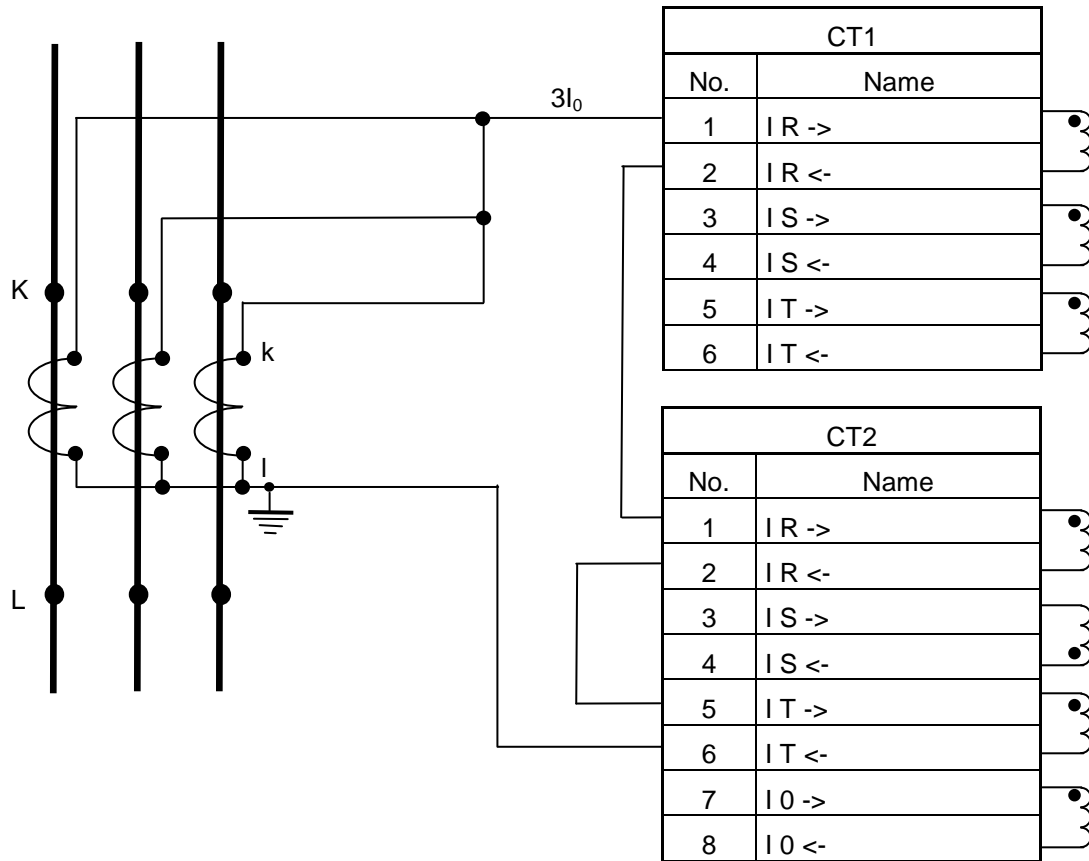 CT1
No. Name
1 I R ->
2 I R <-
3 I S ->
4 I S <-
5 I T ->
6 I T <-
3I₀
K
k
l
L
CT2
No. Name
1 I R ->
2 I R <-
3 I S ->
4 I S <-
5 I T ->
6 I T <-
7 I 0 ->
8 I 0 <-